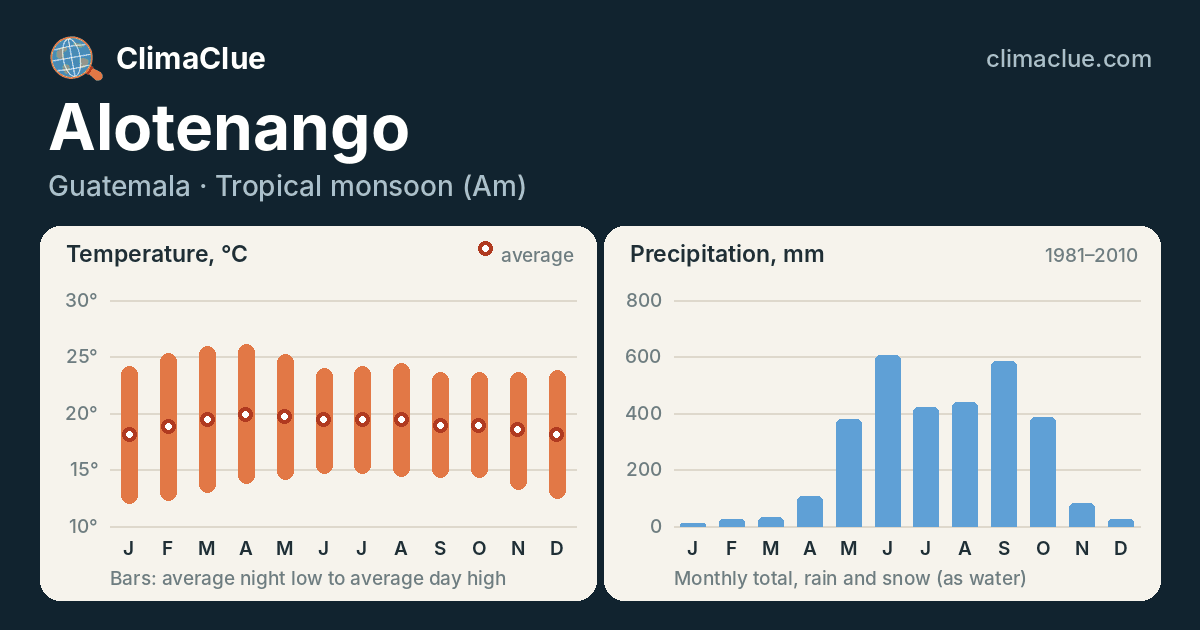 ClimaClue
climaclue.com
Alotenango
Guatemala · Tropical monsoon (Am)
Temperature, °C
average
30°
25°
20°
15°
10°
J F M A M J J A S O N D
Bars: average night low to average day high
Precipitation, mm
1981–2010
800
600
400
200
0
J F M A M J J A S O N D
Monthly total, rain and snow (as water)